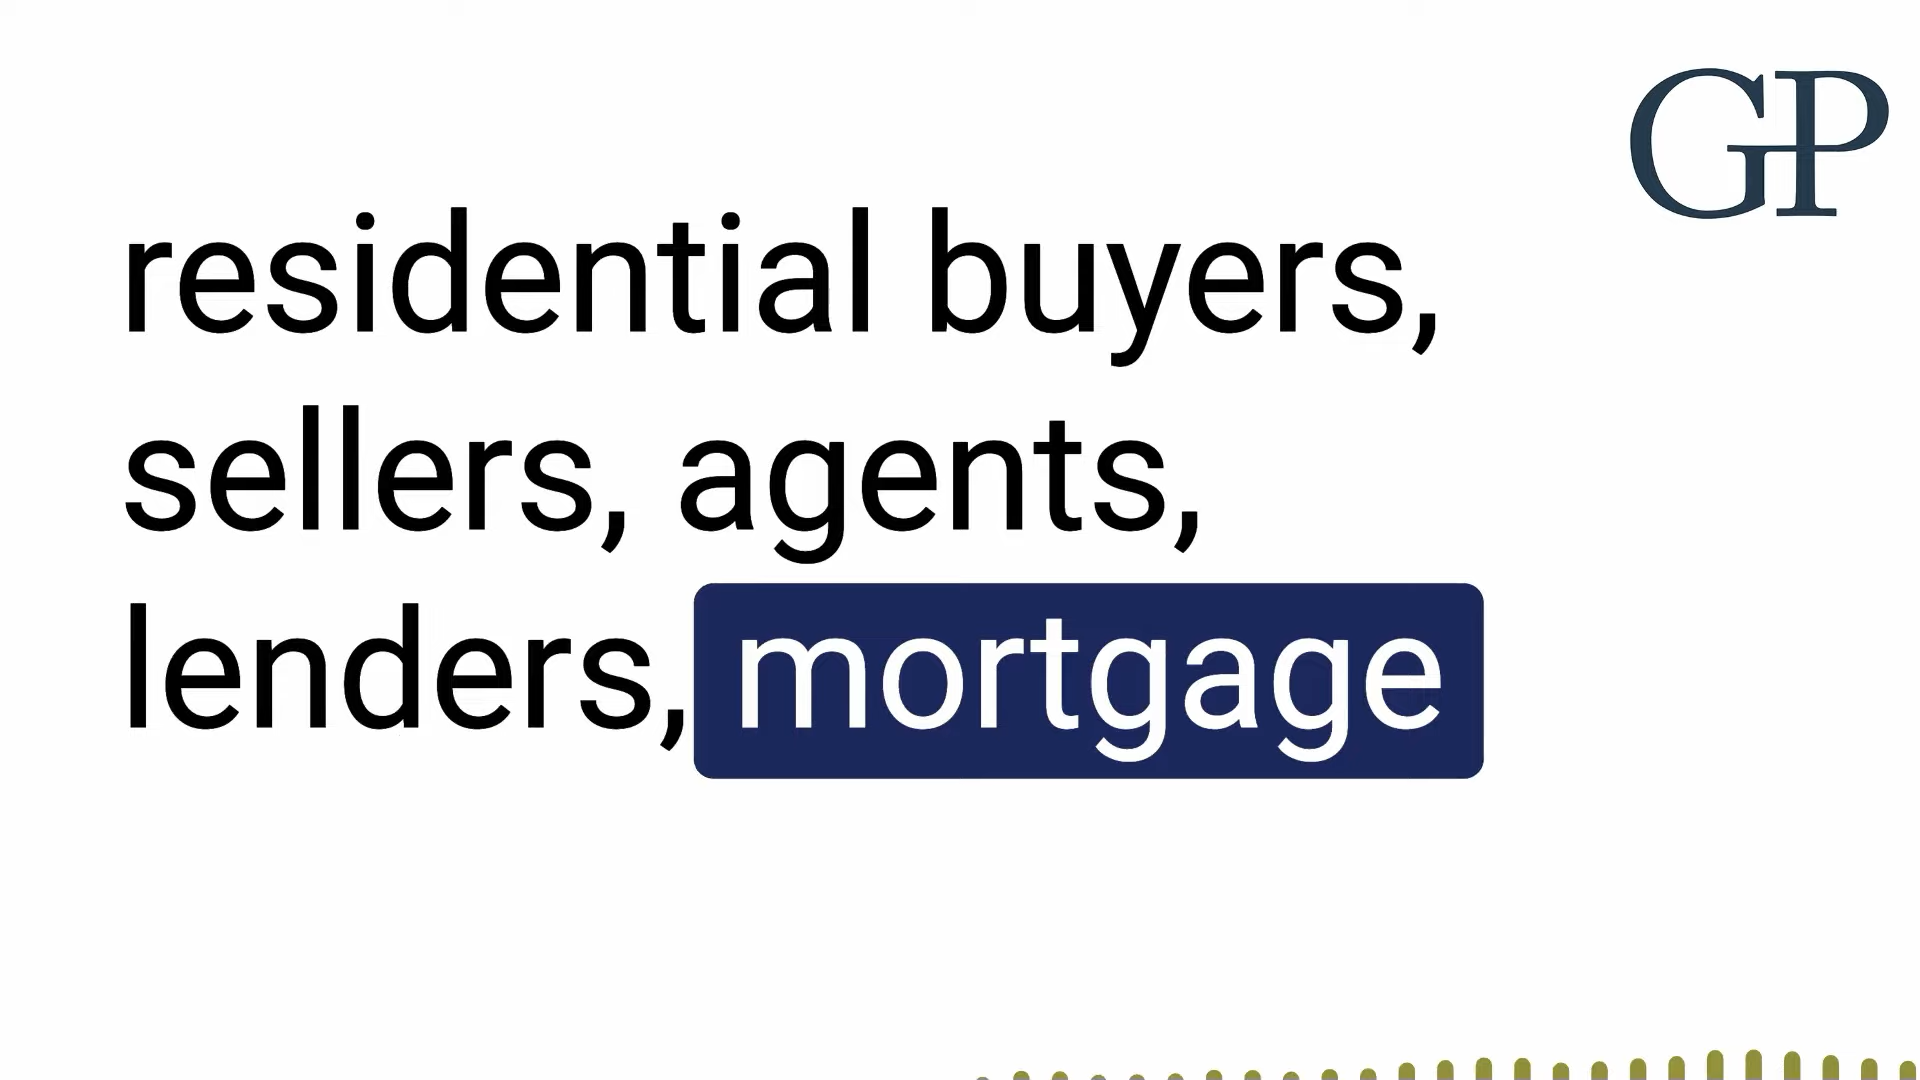 GP
residential buyers,
sellers, agents,
lenders, mortgage